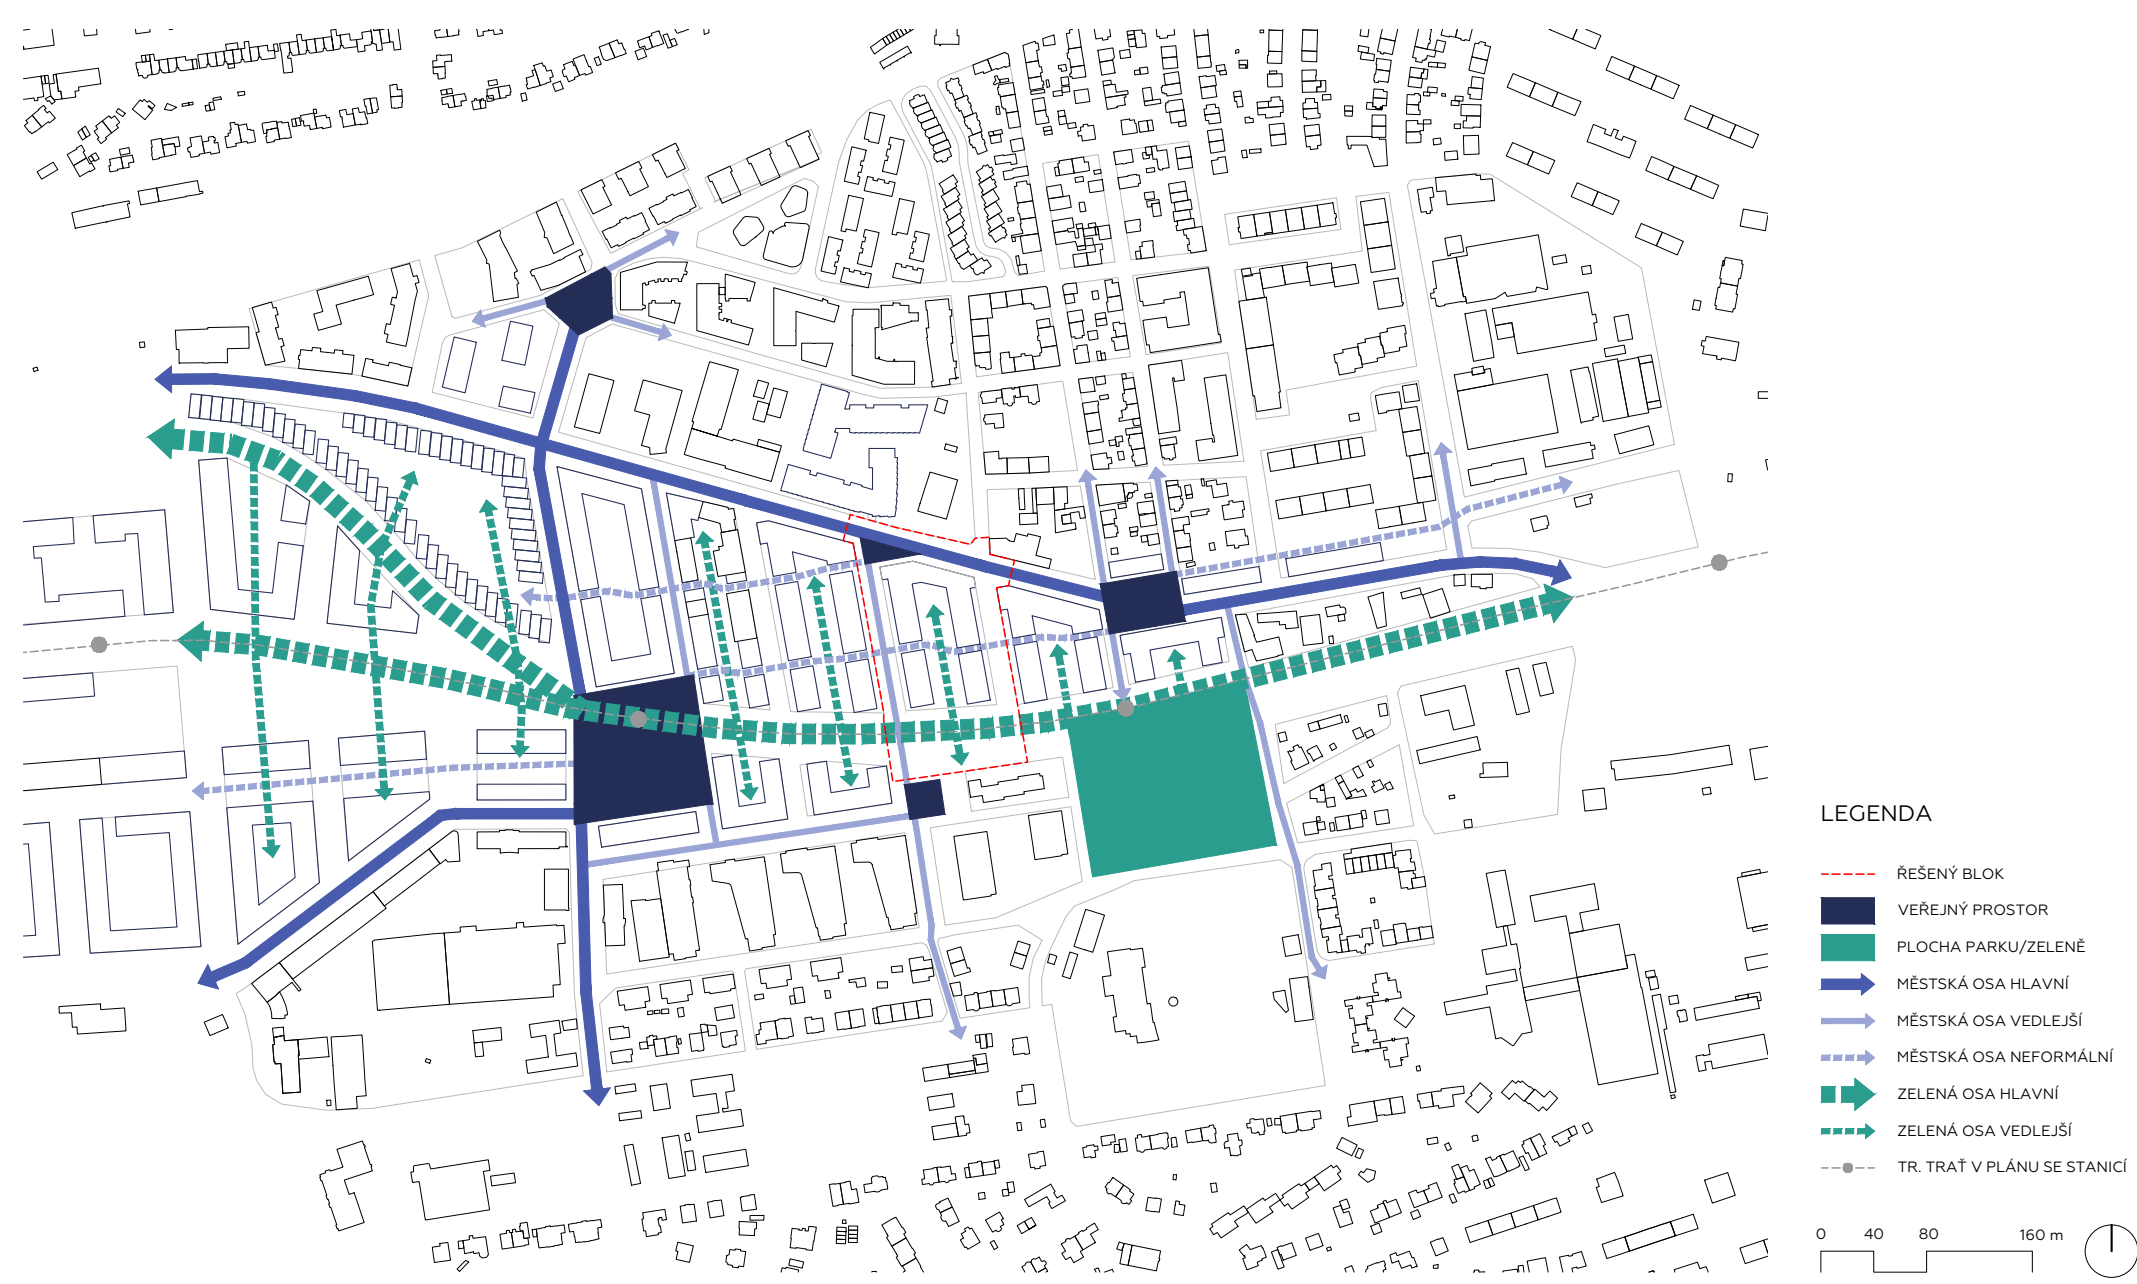 LEGENDA
ŘEŠENÝ BLOK
VEŘEJNÝ PROSTOR
PLOCHA PARKU/ZELENĚ
MĚSTSKÁ OSA HLAVNÍ
MĚSTSKÁ OSA VEDLEJŠÍ
MĚSTSKÁ OSA NEFORMÁLNÍ
ZELENÁ OSA HLAVNÍ
ZELENÁ OSA VEDLEJŠÍ
TR. TRAŤ V PLÁNU SE STANICÍ
0 40 80 160 m